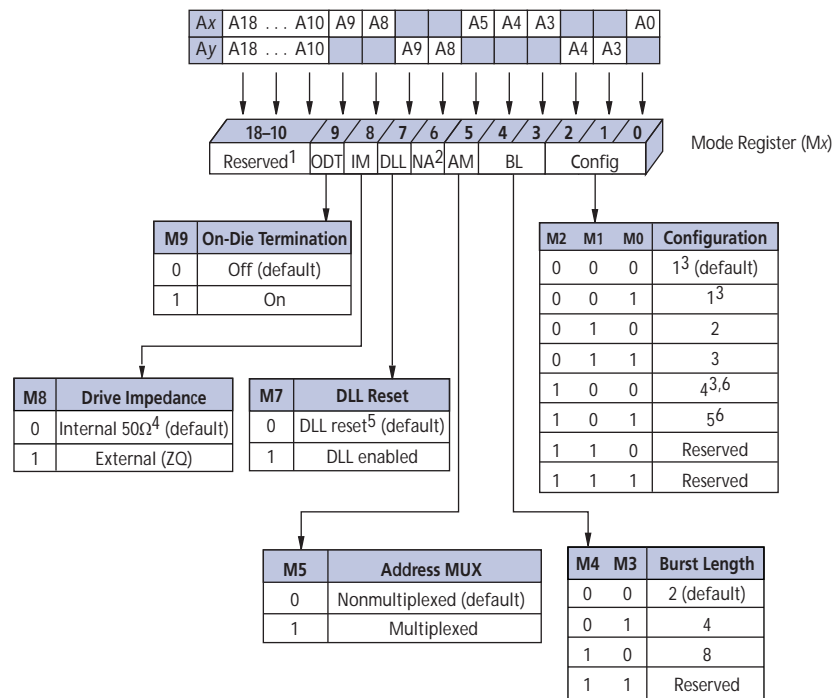 Ax A18 . . . A10 A9 A8 A5 A4 A3 A0
Ay A18 . . . A10 A9 A8 A4 A3
18–10 9 8 7 6 5 4 3 2 1 0
Reserved1 ODT IM DLL NA2 AM BL Config
Mode Register (Mx)
M9 On-Die Termination
0 Off (default)
1 On
M2 M1 M0 Configuration
0 0 0 13 (default)
0 0 1 13
0 1 0 2
0 1 1 3
1 0 0 43,6
1 0 1 56
1 1 0 Reserved
1 1 1 Reserved
M8 Drive Impedance
0 Internal 50Ω4 (default)
1 External (ZQ)
M7 DLL Reset
0 DLL reset5 (default)
1 DLL enabled
M5 Address MUX
0 Nonmultiplexed (default)
1 Multiplexed
M4 M3 Burst Length
0 0 2 (default)
0 1 4
1 0 8
1 1 Reserved